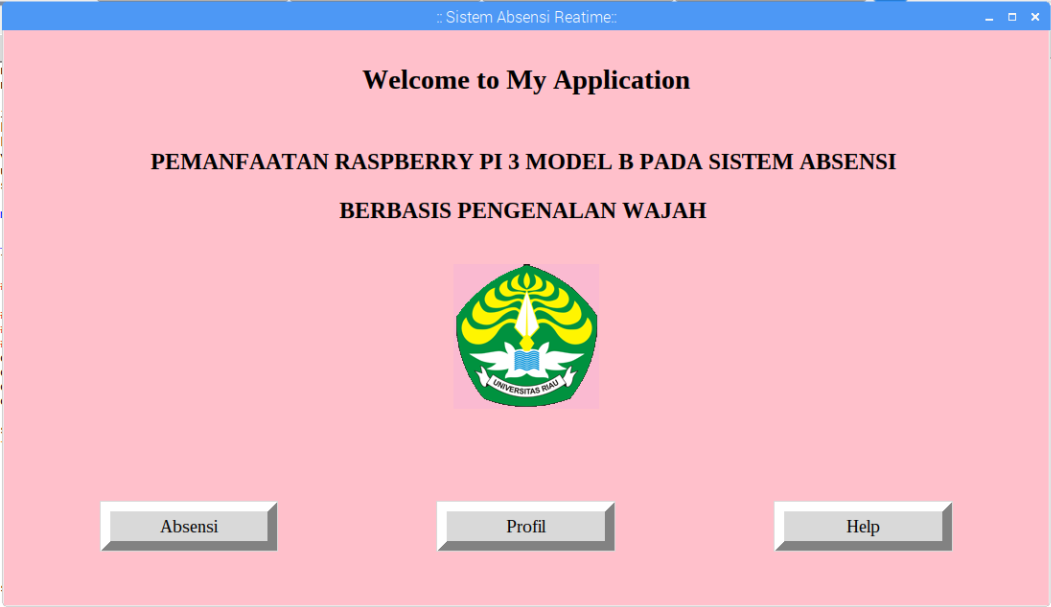 :: Sistem Absensi Reatime::
Welcome to My Application
PEMANFAATAN RASPBERRY PI 3 MODEL B PADA SISTEM ABSENSI
BERBASIS PENGENALAN WAJAH
UNIVERSITAS RIAU
Absensi
Profil
Help